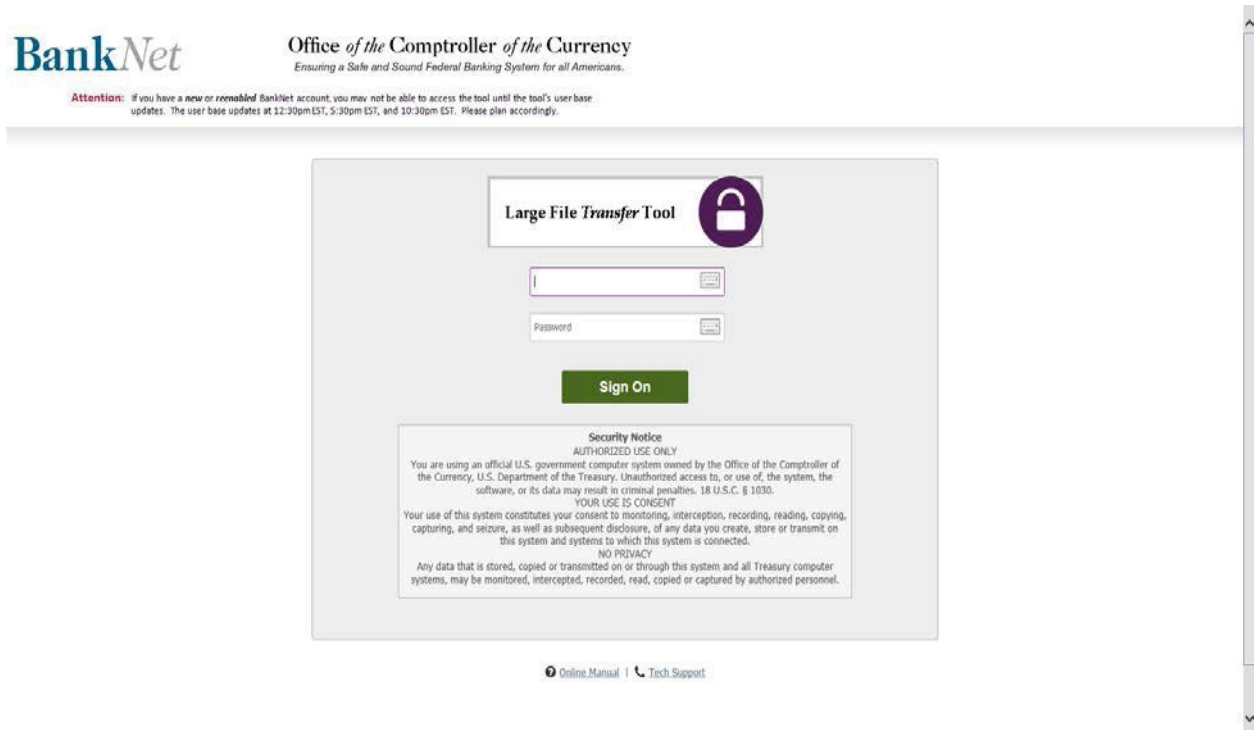 BankNet
Office of the Comptroller of the Currency
Ensuring a Safe and Sound Federal Banking System for all Americans.
Attention: If you have a new or reenabled BankNet account, you may not be able to access the tool until the tool's user base
updates. The user base updates at 12:30pm EST, 5:30pm EST, and 10:30pm EST. Please plan accordingly.
Large File Transfer Tool
Password
Sign On
Security Notice
AUTHORIZED USE ONLY
You are using an official U.S. government computer system owned by the Office of the Comptroller of
the Currency, U.S. Department of the Treasury. Unauthorized access to, or use of, the system, the
software, or its data may result in criminal penalties. 18 U.S.C. § 1030.
YOUR USE IS CONSENT
Your use of this system constitutes your consent to monitoring, interception, recording, reading, copying,
capturing, and seizure, as well as subsequent disclosure, of any data you create, store or transmit on
this system and systems to which this system is connected.
NO PRIVACY
Any data that is stored, copied or transmitted on or through this system and all Treasury computer
systems, may be monitored, intercepted, recorded, read, copied or captured by authorized personnel.
Online Manual | Tech Support